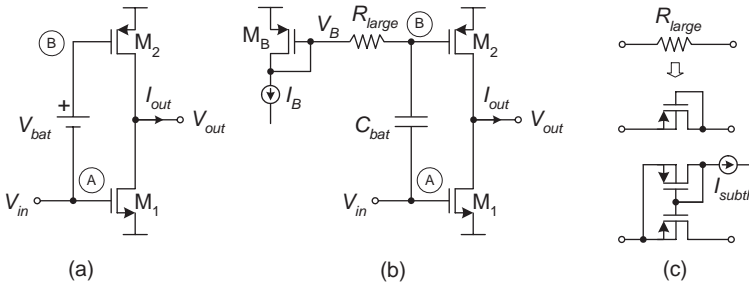 B
M2
+
Vbat
Iout
Vout
A
Vin
M1
(a)
MB
VB
Rlarge
B
M2
IB
Cbat
Iout
Vout
A
Vin
M1
(b)
Rlarge
Isubth
(c)